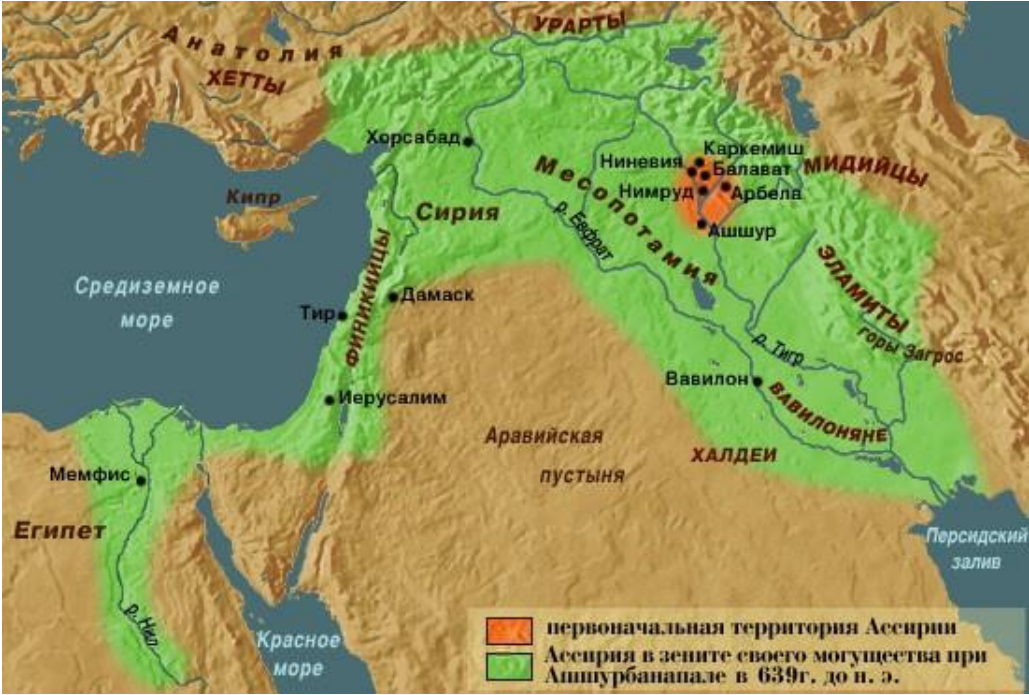 УРАРТЫ
Анатолия
ХЕТТЫ
Хорсабад
Каркемиш
Ниневия
Балават
МИДИЙЦЫ
Месопотамия
Нимруд
Арбела
Кипр
Сирия
р. Евфрат
Ашшур
Средиземное
море
ФИНИКИЙЦЫ
Дамаск
Тир
ЭЛАМИТЫ
горы Загрос
р. Тигр
Вавилон
ВАВИЛОНЯНЕ
Иерусалим
Аравийская
пустыня
ХАЛДЕИ
Мемфис
Египет
Персидский
залив
р. Нил
Красное
море
первоначальная территория Ассирии
Ассирия в зените своего могущества при
Ашшурбанапале в 639г. до н. э.